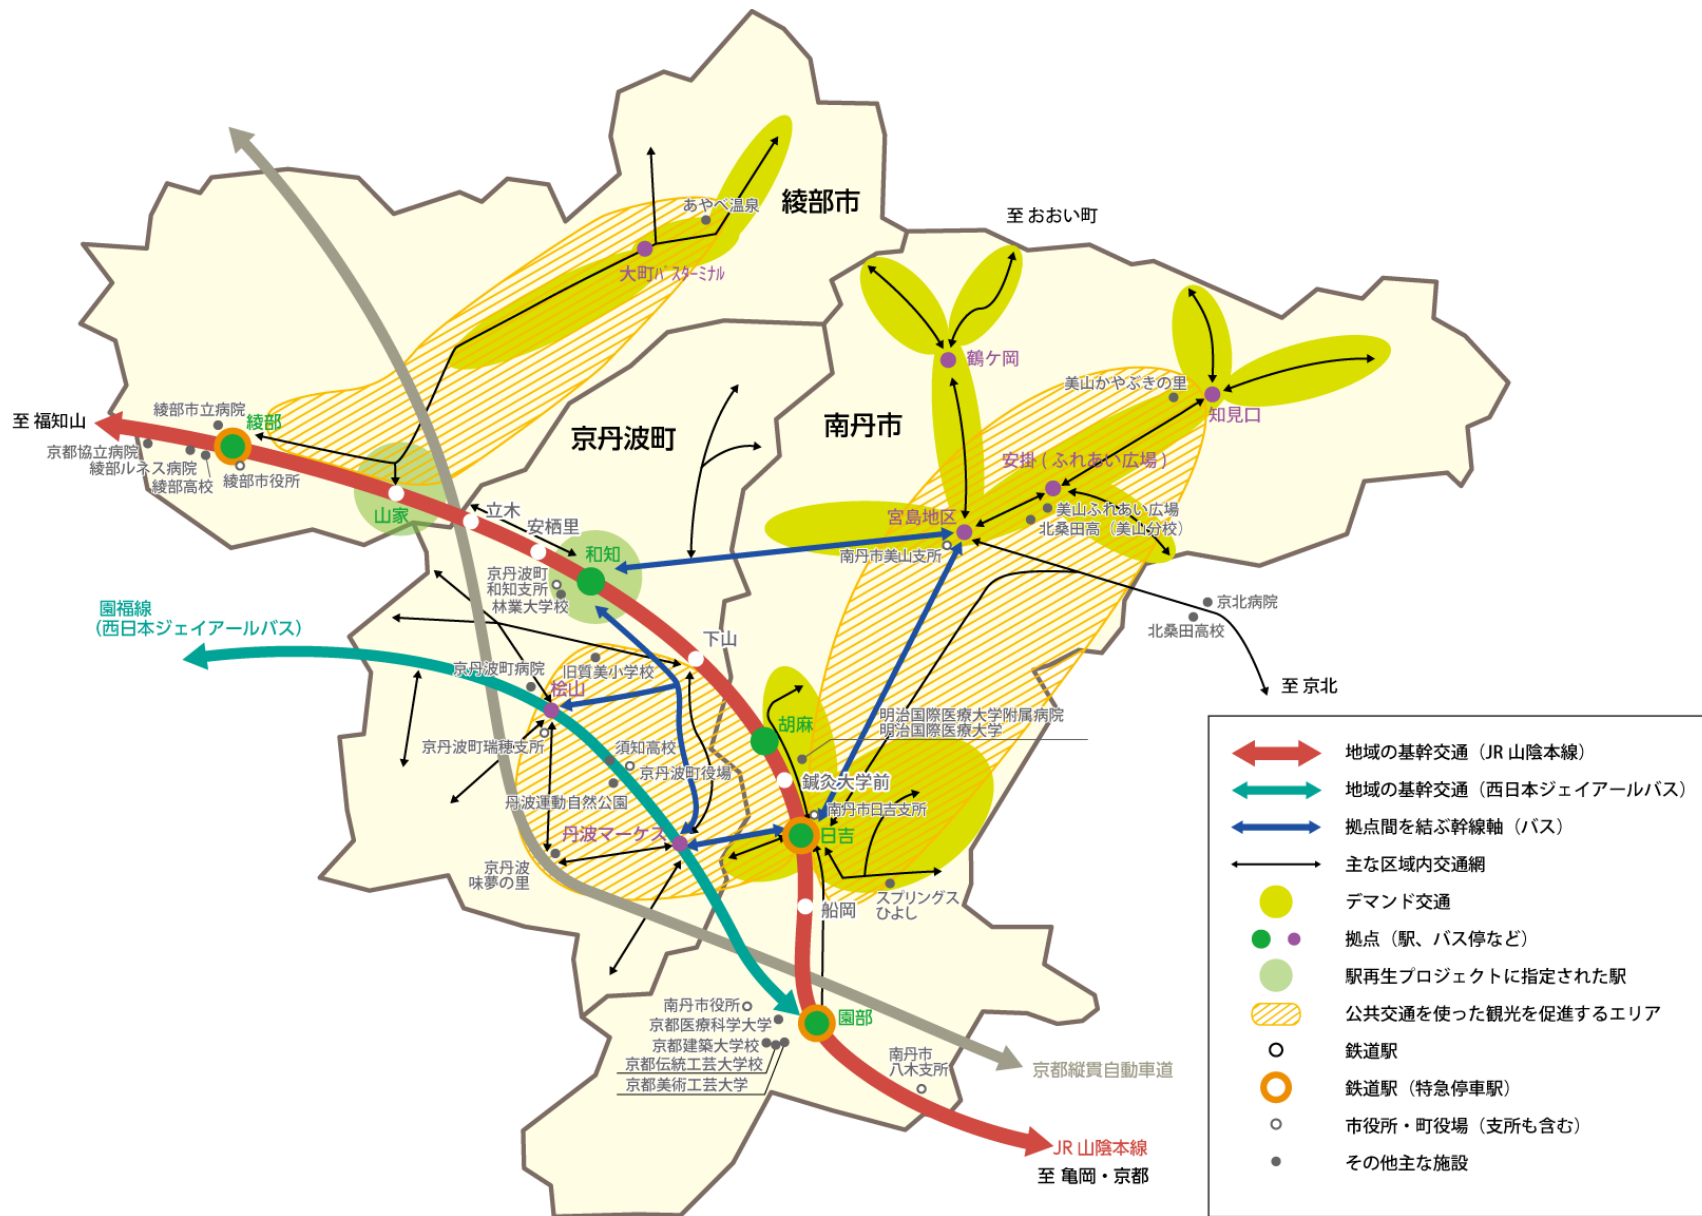 綾部市
あやべ温泉
大町バスターミナル
至 おおい町
鶴ケ岡
美山かやぶきの里
知見口
京丹波町
南丹市
安掛(ふれあい広場)
美山ふれあい広場
北桑田高(美山分校)
宮島地区
南丹市美山支所
至 福知山
綾部市立病院
綾部
京都協立病院
綾部ルネス病院
綾部高校
綾部市役所
山家
立木
安栖里
和知
京丹波町
和知支所
林業大学校
京北病院
北桑田高校
至 京北
園福線
(西日本ジェイアールバス)
下山
京丹波町病院
旧質美小学校
桧山
京丹波町瑞穂支所
須知高校
京丹波町役場
丹波運動自然公園
丹波マーケス
京丹波
味夢の里
胡麻
明治国際医療大学附属病院
明治国際医療大学
鍼灸大学前
南丹市日吉支所
日吉
スプリングス
ひよし
船岡
南丹市役所
京都医療科学大学
京都建築大学校
京都伝統工芸大学校
京都美術工芸大学
園部
南丹市
八木支所
京都縦貫自動車道
JR 山陰本線
至 亀岡・京都
地域の基幹交通(JR 山陰本線)
地域の基幹交通(西日本ジェイアールバス)
拠点間を結ぶ幹線軸(バス)
主な区域内交通網
デマンド交通
拠点(駅、バス停など)
駅再生プロジェクトに指定された駅
公共交通を使った観光を促進するエリア
鉄道駅
鉄道駅(特急停車駅)
市役所・町役場(支所も含む)
その他主な施設